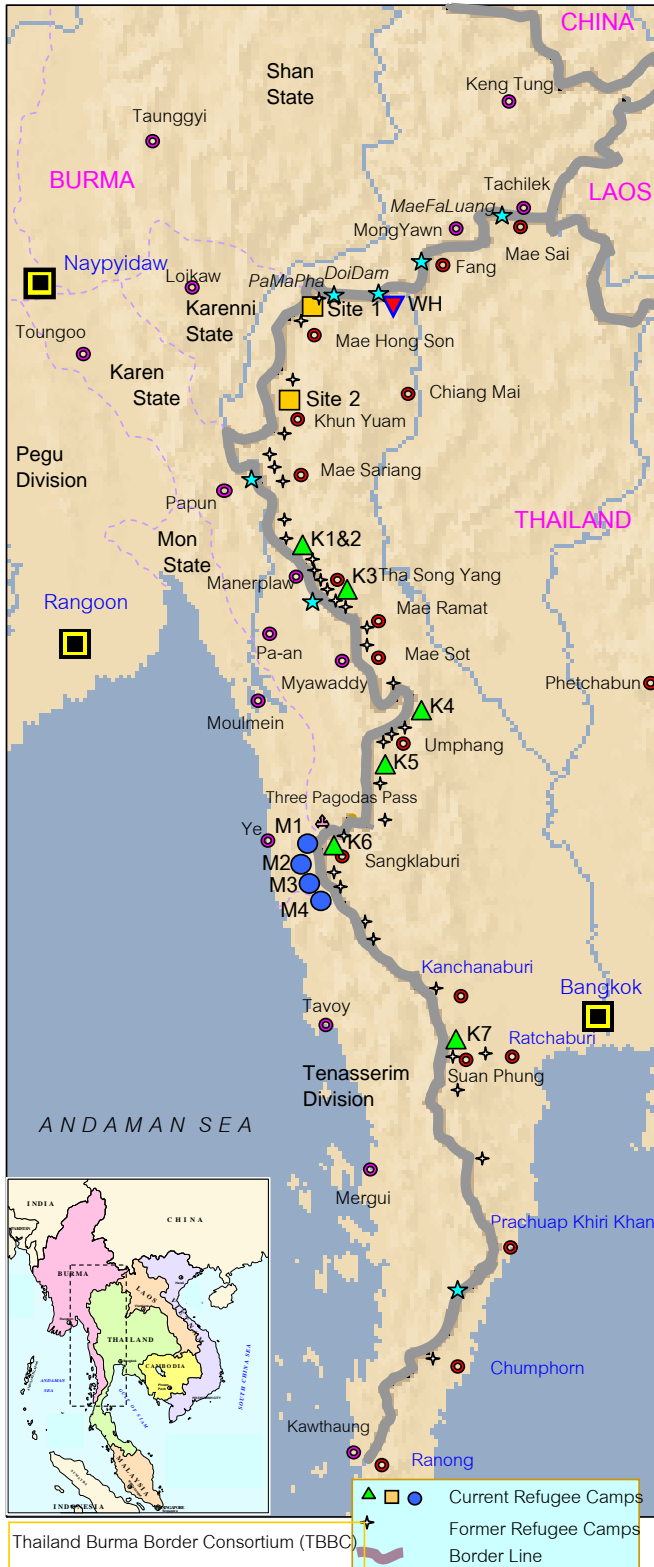 CHINA
Shan
State
Keng Tung
Taunggyi
BURMA
Tachilek
LAOS
MaeFaLuang
MongYawn
Mae Sai
Naypyidaw
Loikaw
PaMaPha
DoiDam
Fang
Karenni
State
Site 1
WH
Toungoo
Mae Hong Son
Karen
State
Site 2
Chiang Mai
Khun Yuam
Pegu
Division
Mae Sariang
Papun
THAILAND
Mon
State
K1&2
Manerplaw
K3
Tha Song Yang
Rangoon
Mae Ramat
Pa-an
Mae Sot
Myawaddy
Phetchabun
Moulmein
K4
Umphang
K5
Three Pagodas Pass
Ye
M1
K6
M2
Sangklaburi
M3
M4
Kanchanaburi
Bangkok
Tavoy
K7
Ratchaburi
Suan Phung
Tenasserim
Division
ANDAMAN SEA
Mergui
Prachuap Khiri Khan
INDIA
CHINA
BURMA
LAOS
THAILAND
CAMBODIA
ANDAMAN
SEA
GULF OF SIAM
SOUTH CHINA SEA
MALAYSIA
SINGAPORE
INDONESIA
Chumphorn
Kawthaung
Ranong
Current Refugee Camps
Former Refugee Camps
Border Line
Thailand Burma Border Consortium (TBBC)